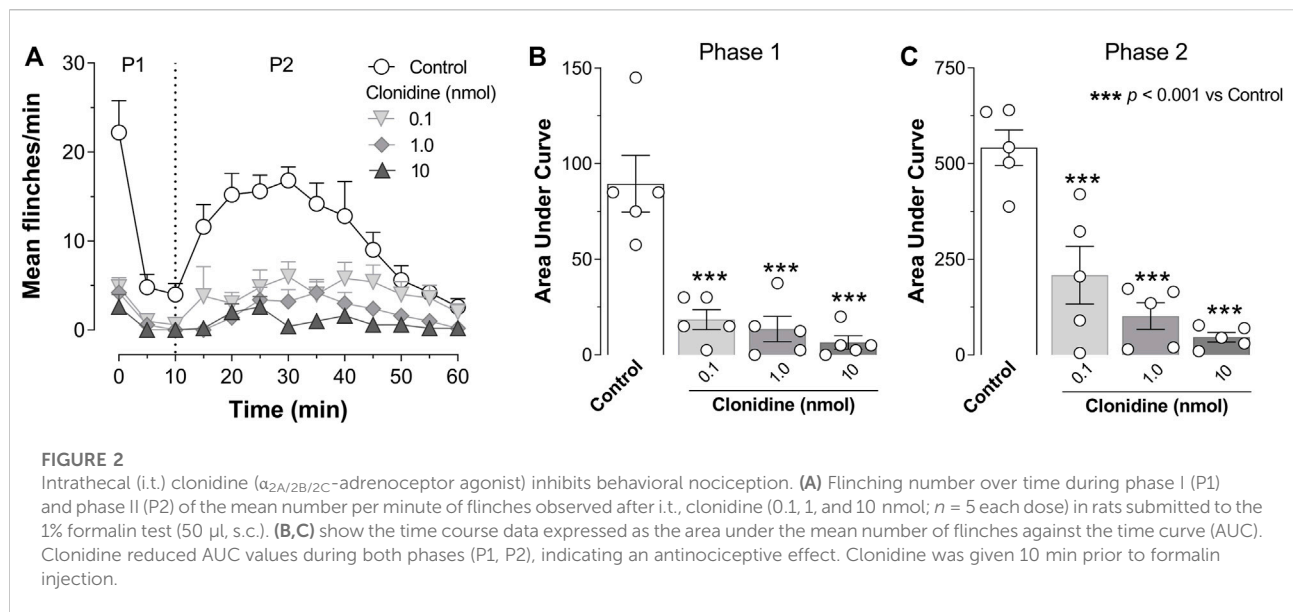 A
P1
P2
30
20
10
0
Mean flinches/min
0
10
20
30
40
50
60
Time (min)
Control
Clonidine (nmol)
0.1
1.0
10
B
Phase 1
150
100
50
0
Area Under Curve
***
***
***
Control
0.1
1.0
10
Clonidine (nmol)
C
Phase 2
*** p < 0.001 vs Control
750
500
250
0
Area Under Curve
***
***
***
Control
0.1
1.0
10
Clonidine (nmol)
FIGURE 2
Intrathecal (i.t.) clonidine (α2A/2B/2C-adrenoceptor agonist) inhibits behavioral nociception. (A) Flinching number over time during phase I (P1)
and phase II (P2) of the mean number per minute of flinches observed after i.t., clonidine (0.1, 1, and 10 nmol; n = 5 each dose) in rats submitted to the
1% formalin test (50 µl, s.c.). (B,C) show the time course data expressed as the area under the mean number of flinches against the time curve (AUC).
Clonidine reduced AUC values during both phases (P1, P2), indicating an antinociceptive effect. Clonidine was given 10 min prior to formalin
injection.